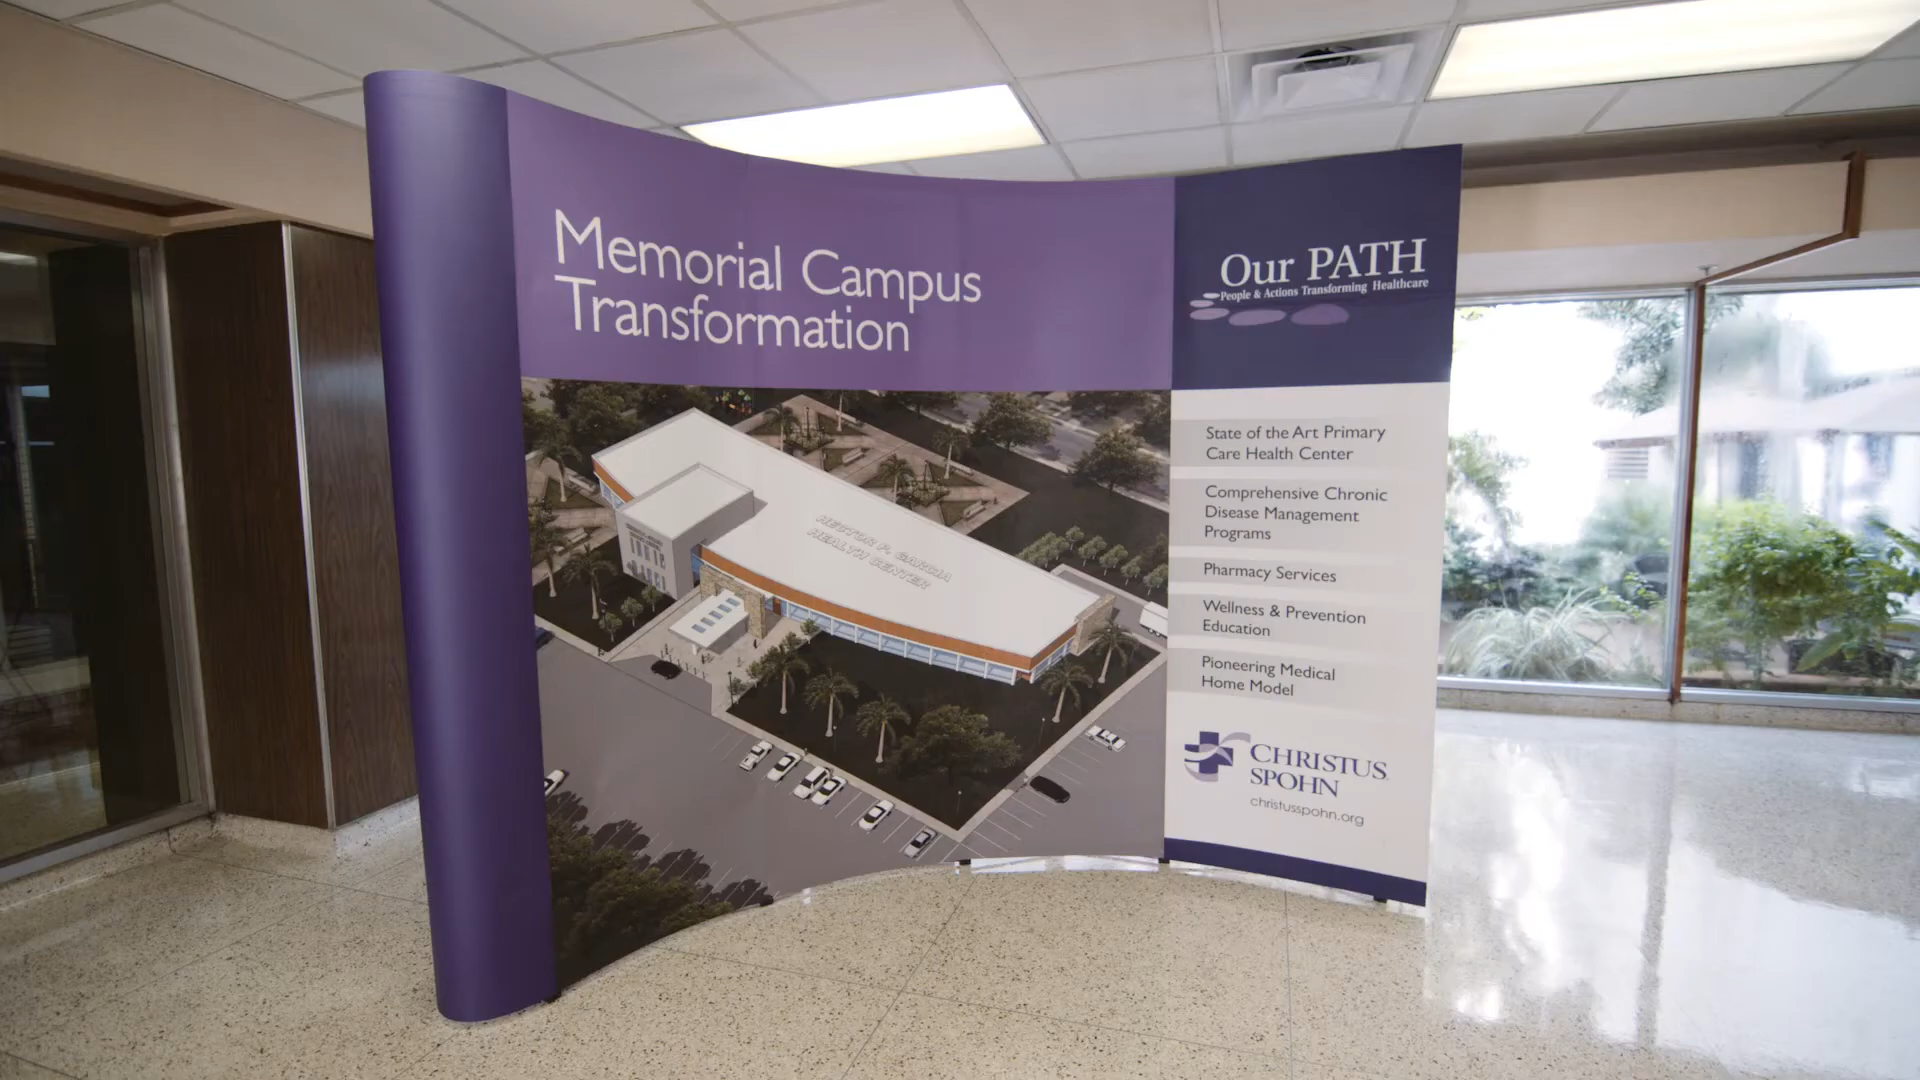 Memorial Campus
Transformation
Our PATH
People & Actions Transforming Healthcare
HECTOR P. GARCIA
HEALTH CENTER
State of the Art Primary
Care Health Center
Comprehensive Chronic
Disease Management
Programs
Pharmacy Services
Wellness & Prevention
Education
Pioneering Medical
Home Model
CHRISTUS
SPOHN
christusspohn.org